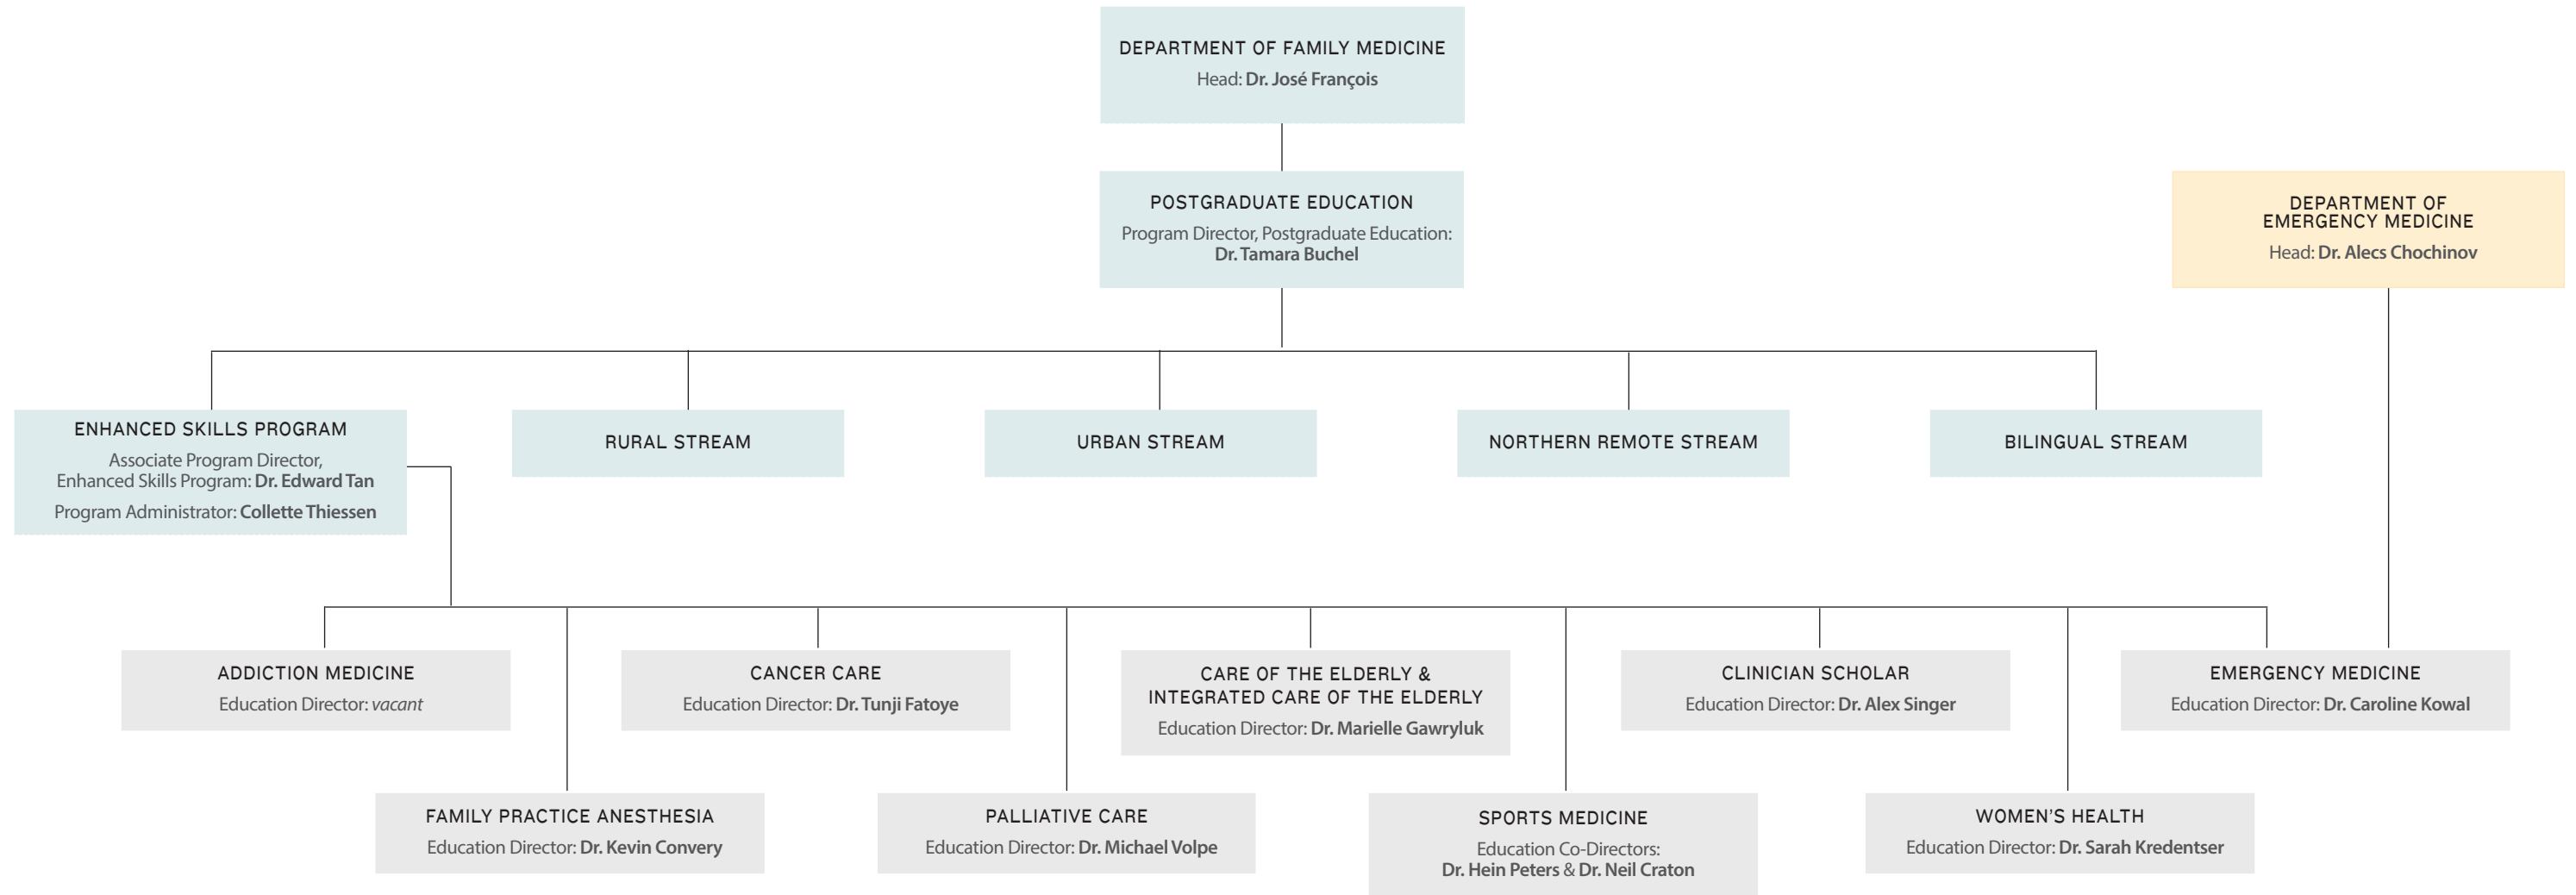 DEPARTMENT OF FAMILY MEDICINE
Head: Dr. José François
POSTGRADUATE EDUCATION
Program Director, Postgraduate Education:
Dr. Tamara Buchel
DEPARTMENT OF
EMERGENCY MEDICINE
Head: Dr. Alecs Chochinov
ENHANCED SKILLS PROGRAM
Associate Program Director,
Enhanced Skills Program: Dr. Edward Tan
Program Administrator: Collette Thiessen
RURAL STREAM
URBAN STREAM
NORTHERN REMOTE STREAM
BILINGUAL STREAM
ADDICTION MEDICINE
Education Director: vacant
CANCER CARE
Education Director: Dr. Tunji Fatoye
CARE OF THE ELDERLY &
INTEGRATED CARE OF THE ELDERLY
Education Director: Dr. Marielle Gawryluk
CLINICIAN SCHOLAR
Education Director: Dr. Alex Singer
EMERGENCY MEDICINE
Education Director: Dr. Caroline Kowal
FAMILY PRACTICE ANESTHESIA
Education Director: Dr. Kevin Convery
PALLIATIVE CARE
Education Director: Dr. Michael Volpe
SPORTS MEDICINE
Education Co-Directors:
Dr. Hein Peters & Dr. Neil Craton
WOMEN'S HEALTH
Education Director: Dr. Sarah Kredentser